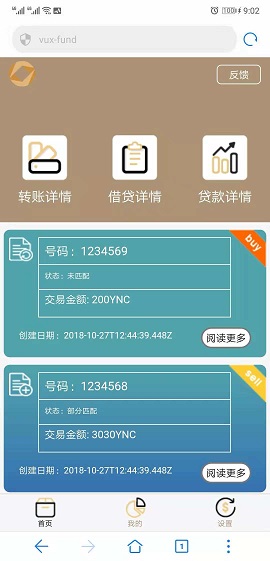 9:02
vux-fund
反馈
转账详情 借贷详情 贷款详情
buy
号码：1234569
状态：未匹配
交易金额: 200YNC
创建日期：2018-10-27T12:44:39.448Z 阅读更多
sell
号码：1234568
状态：部分匹配
交易金额: 3030YNC
创建日期：2018-10-27T12:44:39.448Z 阅读更多
首页 我的 设置
1